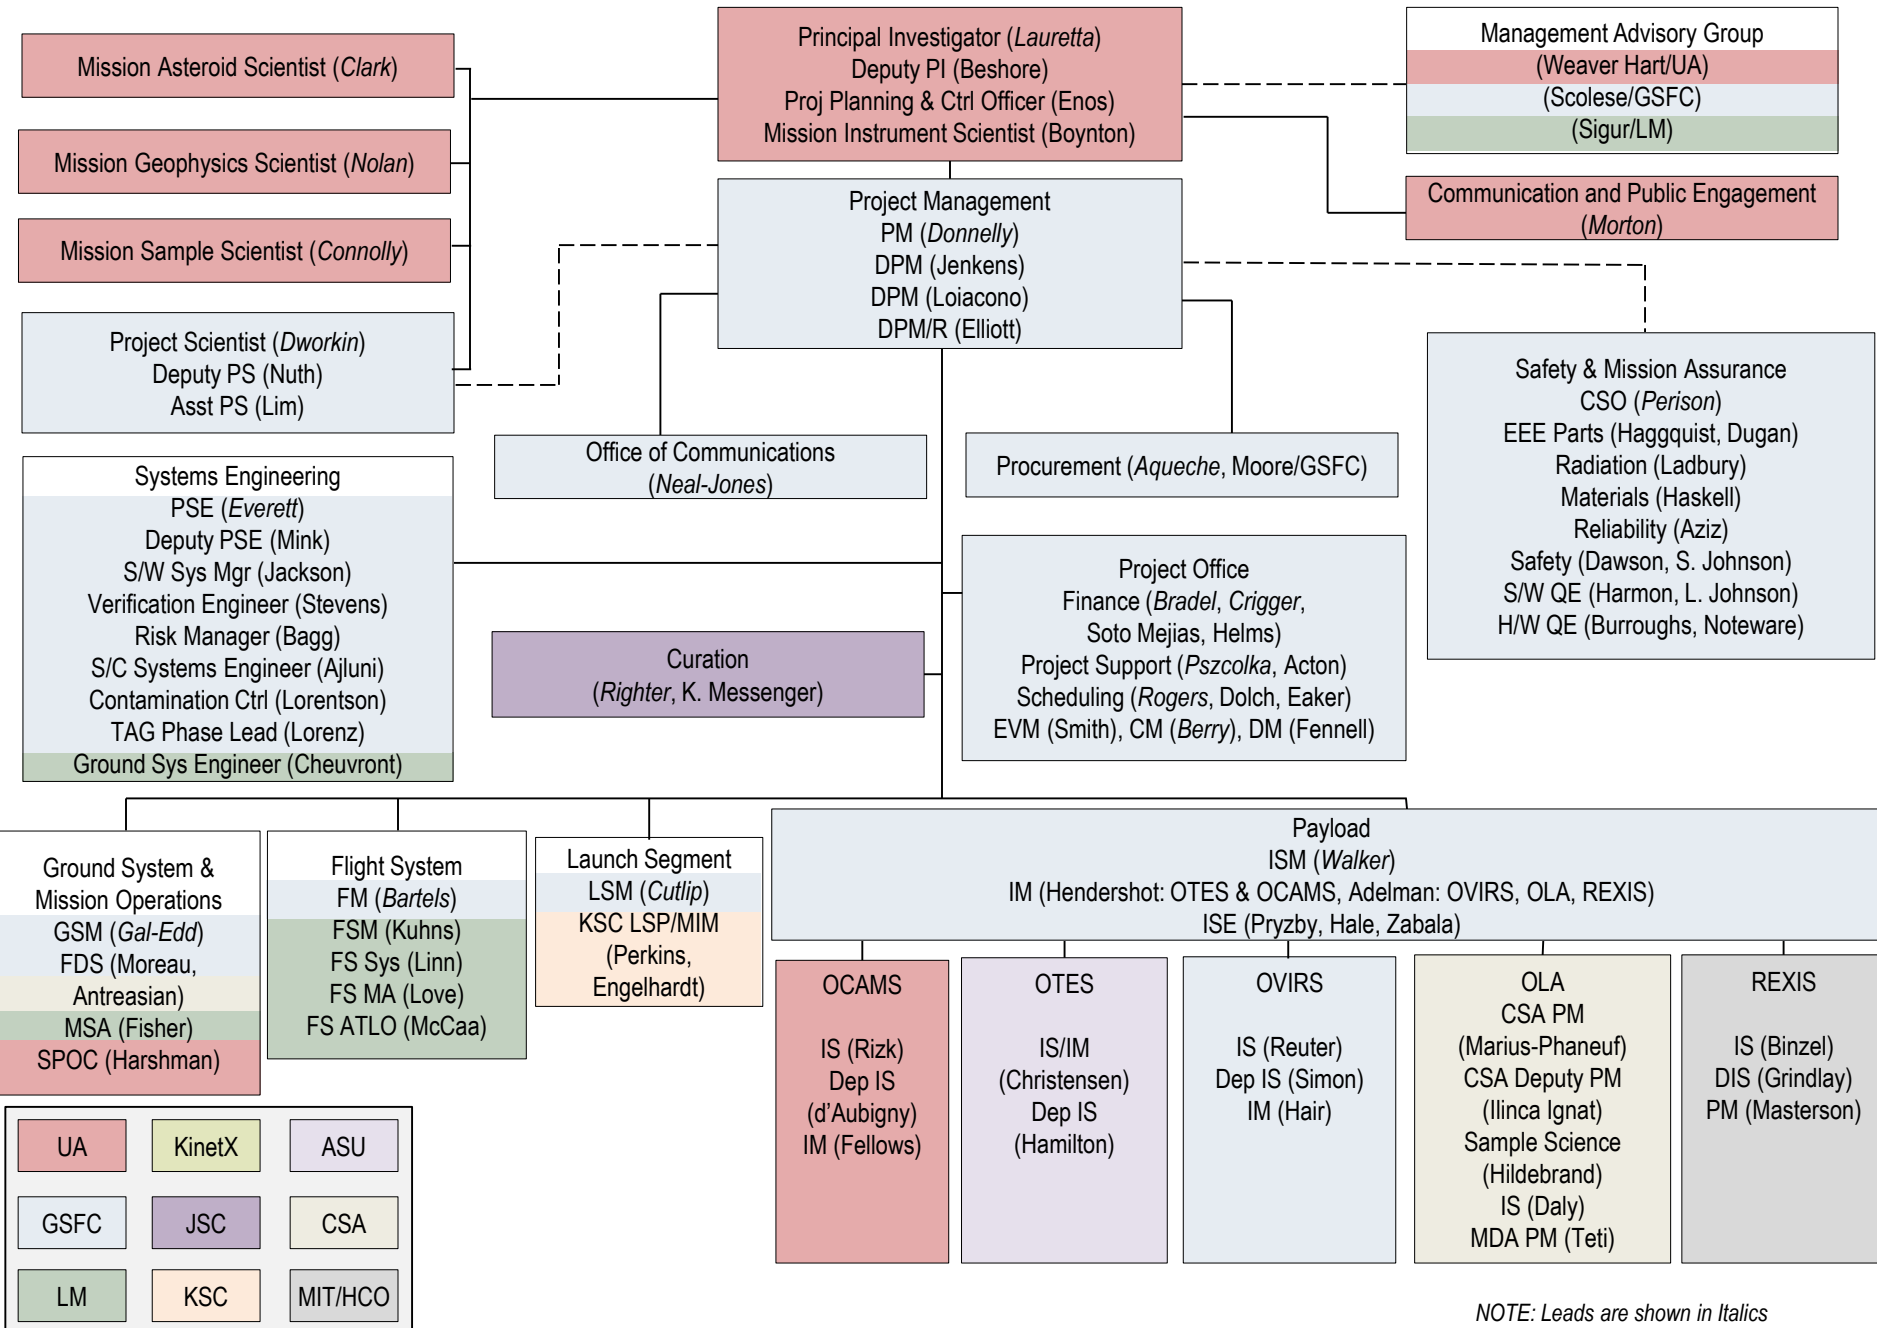 Principal Investigator (Lauretta)
Deputy PI (Beshore)
Proj Planning & Ctrl Officer (Enos)
Mission Instrument Scientist (Boynton)
Management Advisory Group
(Weaver Hart/UA)
(Scolese/GSFC)
(Sigur/LM)
Mission Asteroid Scientist (Clark)
Mission Geophysics Scientist (Nolan)
Mission Sample Scientist (Connolly)
Communication and Public Engagement
(Morton)
Project Management
PM (Donnelly)
DPM (Jenkens)
DPM (Loiacono)
DPM/R (Elliott)
Project Scientist (Dworkin)
Deputy PS (Nuth)
Asst PS (Lim)
Safety & Mission Assurance
CSO (Perison)
EEE Parts (Haggquist, Dugan)
Radiation (Ladbury)
Materials (Haskell)
Reliability (Aziz)
Safety (Dawson, S. Johnson)
S/W QE (Harmon, L. Johnson)
H/W QE (Burroughs, Noteware)
Office of Communications
(Neal-Jones)
Procurement (Aqueche, Moore/GSFC)
Systems Engineering
PSE (Everett)
Deputy PSE (Mink)
S/W Sys Mgr (Jackson)
Verification Engineer (Stevens)
Risk Manager (Bagg)
S/C Systems Engineer (Ajluni)
Contamination Ctrl (Lorentson)
TAG Phase Lead (Lorenz)
Ground Sys Engineer (Cheuvront)
Project Office
Finance (Bradel, Crigger,
Soto Mejias, Helms)
Project Support (Pszcolka, Acton)
Scheduling (Rogers, Dolch, Eaker)
EVM (Smith), CM (Berry), DM (Fennell)
Curation
(Righter, K. Messenger)
Ground System &
Mission Operations
GSM (Gal-Edd)
FDS (Moreau,
Antreasian)
MSA (Fisher)
SPOC (Harshman)
Flight System
FM (Bartels)
FSM (Kuhns)
FS Sys (Linn)
FS MA (Love)
FS ATLO (McCaa)
Launch Segment
LSM (Cutlip)
KSC LSP/MIM
(Perkins,
Engelhardt)
Payload
ISM (Walker)
IM (Hendershot: OTES & OCAMS, Adelman: OVIRS, OLA, REXIS)
ISE (Pryzby, Hale, Zabala)
OCAMS
IS (Rizk)
Dep IS
(d'Aubigny)
IM (Fellows)
OTES
IS/IM
(Christensen)
Dep IS
(Hamilton)
OVIRS
IS (Reuter)
Dep IS (Simon)
IM (Hair)
OLA
CSA PM
(Marius-Phaneuf)
CSA Deputy PM
(Ilinca Ignat)
Sample Science
(Hildebrand)
IS (Daly)
MDA PM (Teti)
REXIS
IS (Binzel)
DIS (Grindlay)
PM (Masterson)
UA
KinetX
ASU
GSFC
JSC
CSA
LM
KSC
MIT/HCO
NOTE: Leads are shown in Italics